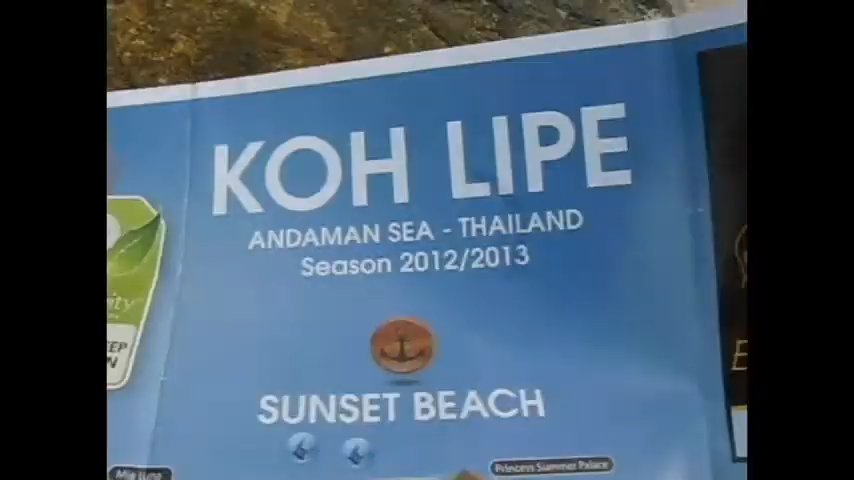 KOH LIPE
ANDAMAN SEA - THAILAND
Season 2012/2013
SUNSET BEACH
Princess Summer Palace